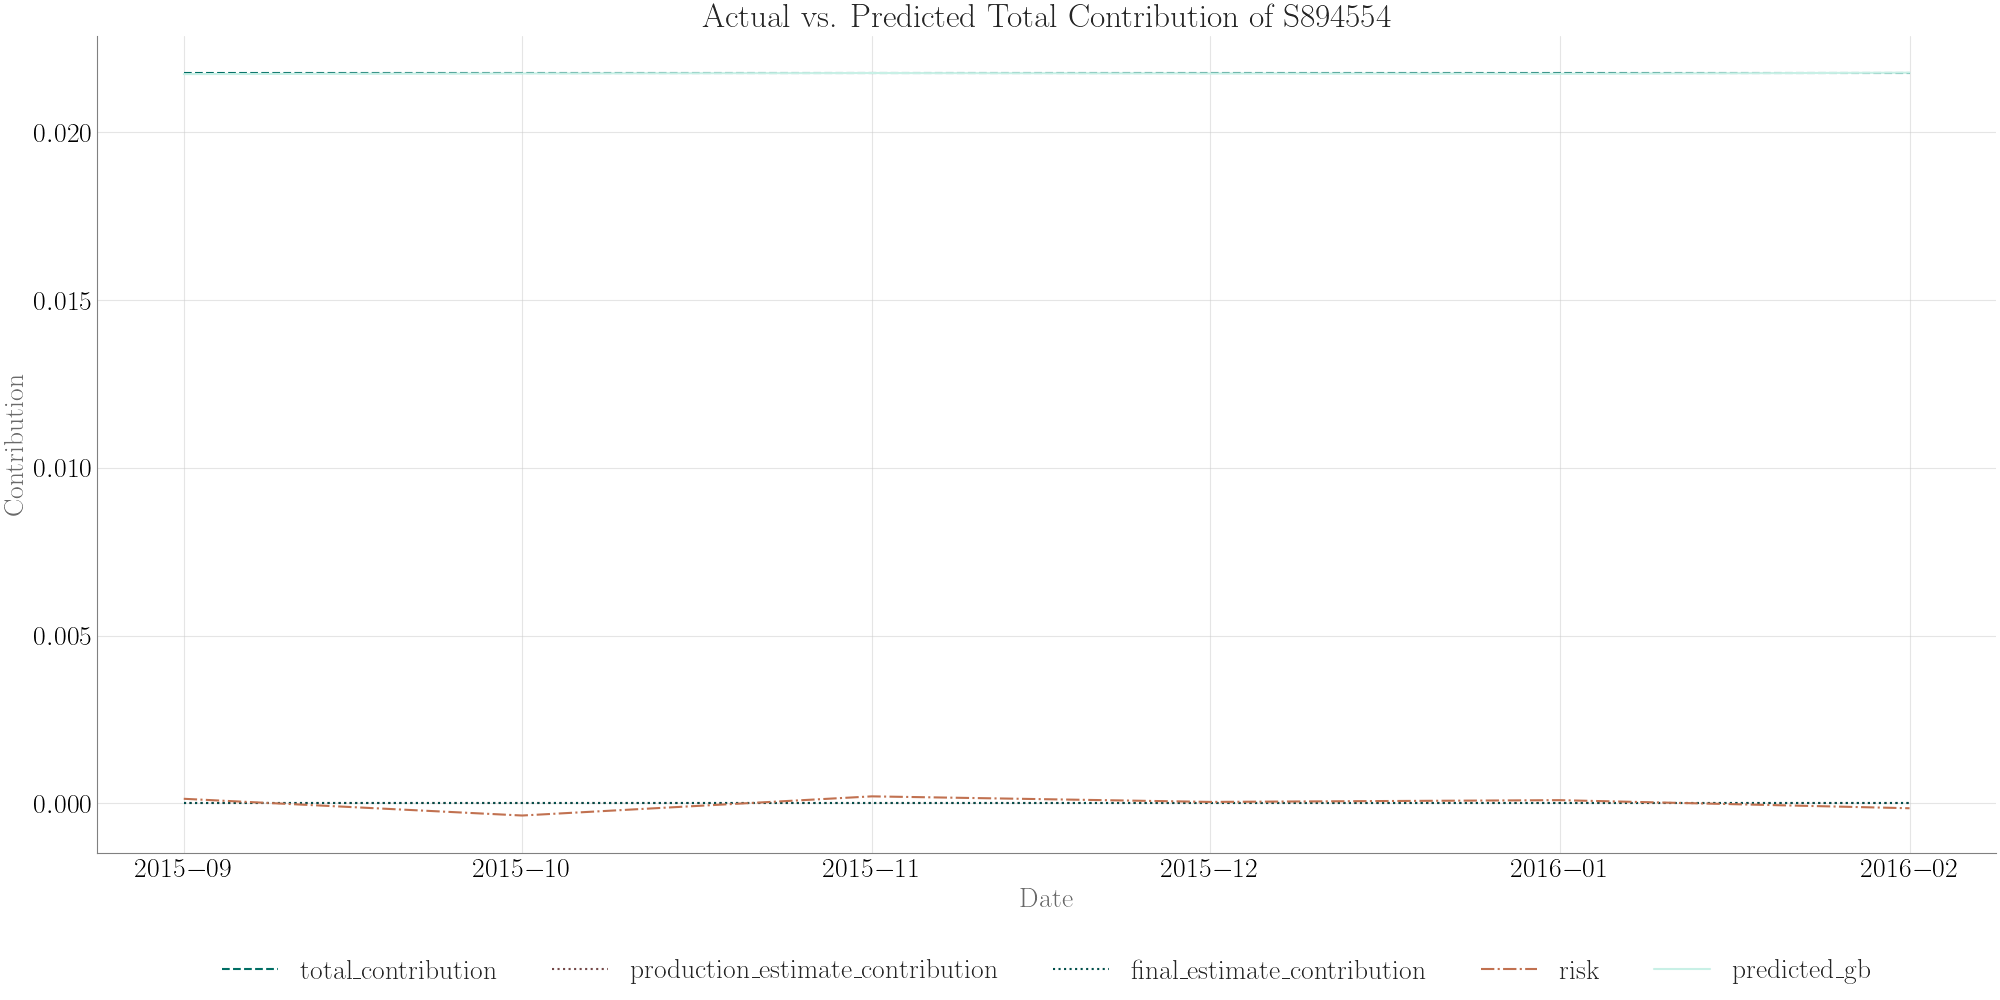 Actual vs. Predicted Total Contribution of S894554
Contribution
0.020
0.015
0.010
0.005
0.000
2015–09 2015–10 2015–11 2015–12 2016–01 2016–02
Date
total_contribution production_estimate_contribution final_estimate_contribution risk predicted_gb